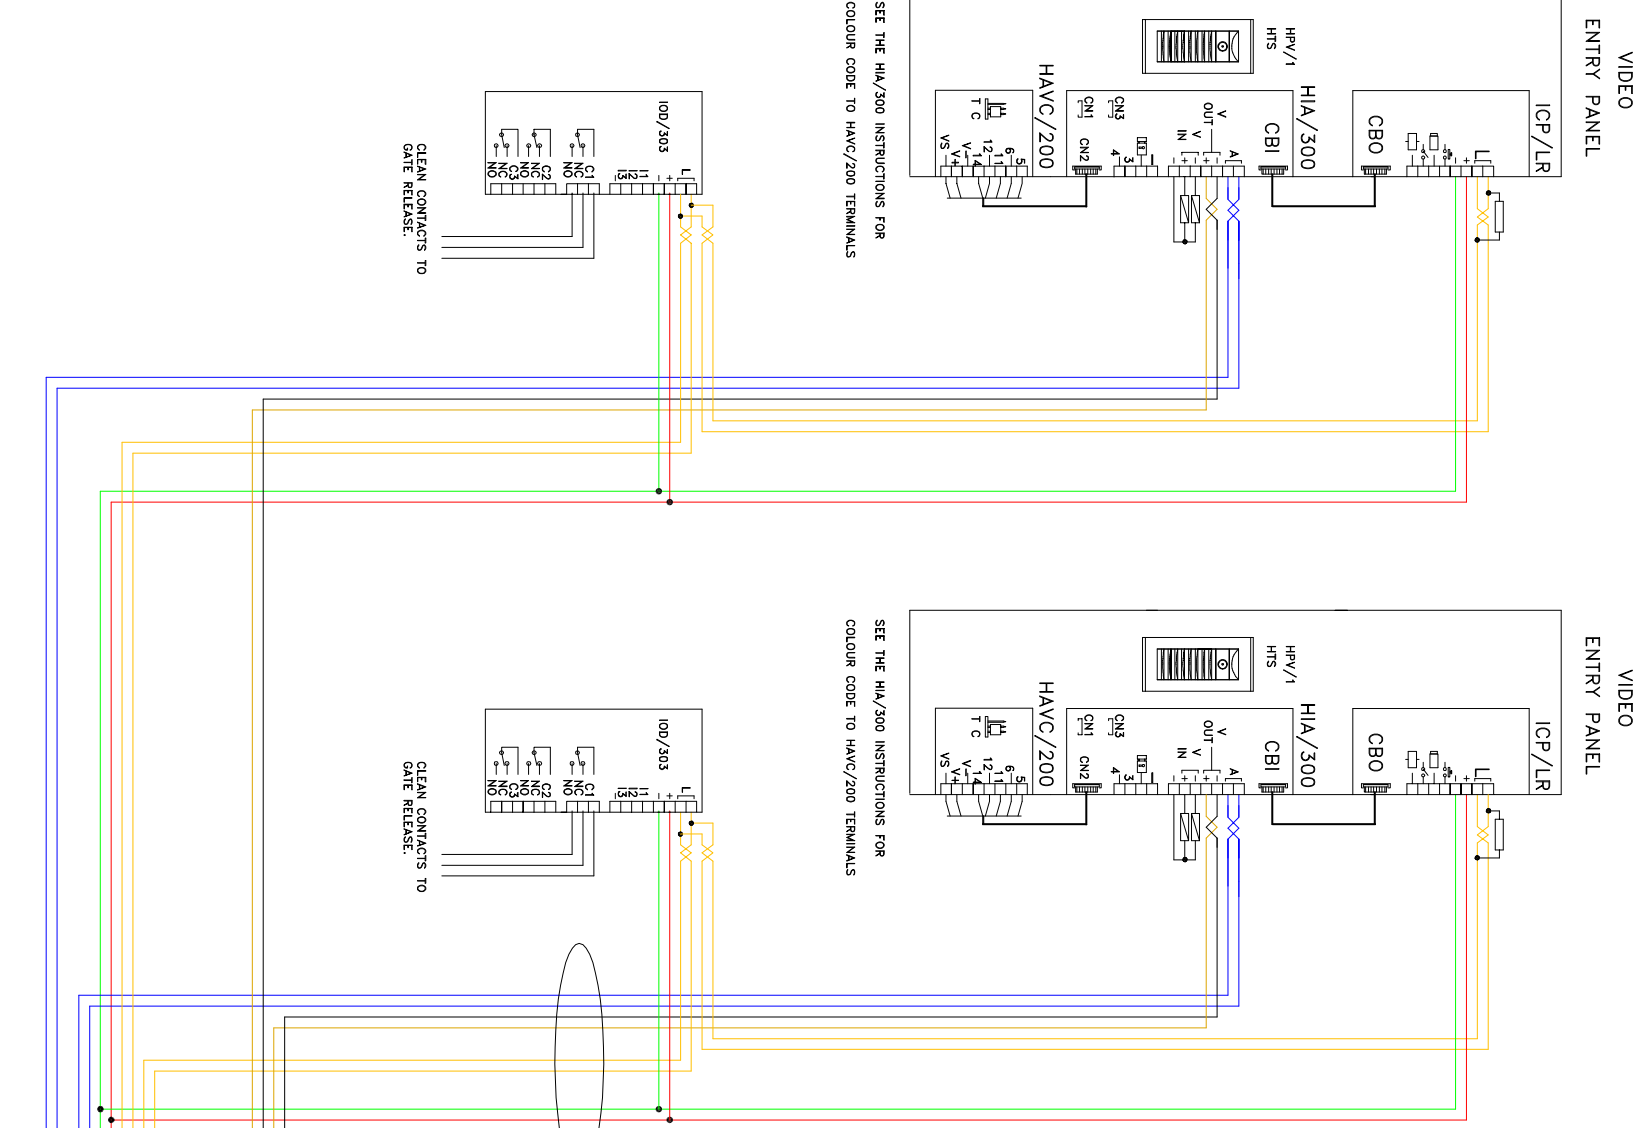 VIDEO
ENTRY PANEL
ICP/LR
CBO
L
+
-
HIA/300
CBI
A
V
OUT
V
IN
+
-
+
-
CN3
CN1
CN2
1
3
4
HPV/1
HTS
HAVC/200
T C
5
6
11
12
14
V-
V+
VS
SEE THE HIA/300 INSTRUCTIONS FOR
COLOUR CODE TO HAVC/200 TERMINALS
IOD/303
L
+
-
I1
I2
I3
C1
NC
NO
C2
NC
NO
C3
NC
NO
CLEAN CONTACTS TO
GATE RELEASE.
VIDEO
ENTRY PANEL
ICP/LR
CBO
L
+
-
HIA/300
CBI
A
V
OUT
V
IN
+
-
+
-
CN3
CN1
CN2
1
3
4
HPV/1
HTS
HAVC/200
T C
5
6
11
12
14
V-
V+
VS
SEE THE HIA/300 INSTRUCTIONS FOR
COLOUR CODE TO HAVC/200 TERMINALS
IOD/303
L
+
-
I1
I2
I3
C1
NC
NO
C2
NC
NO
C3
NC
NO
CLEAN CONTACTS TO
GATE RELEASE.